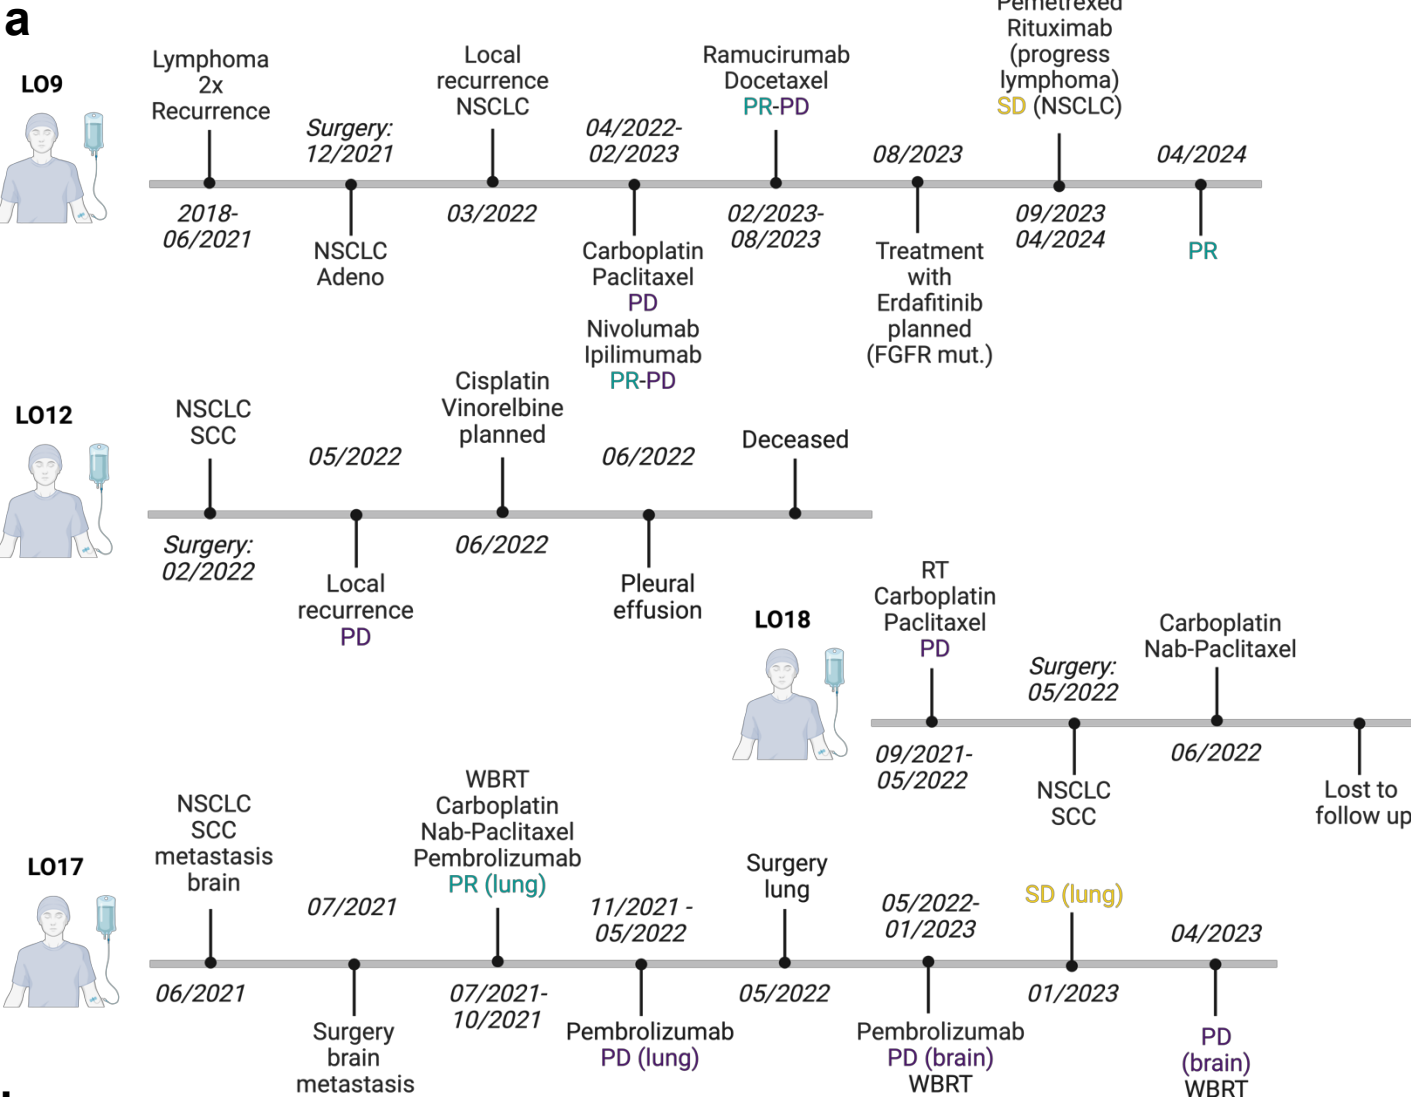 a
LO9
Lymphoma
2x
Recurrence
2018-
06/2021
Surgery:
12/2021
NSCLC
Adeno
Local
recurrence
NSCLC
03/2022
04/2022-
02/2023
Carboplatin
Paclitaxel
PD
Nivolumab
Ipilimumab
PR-PD
Ramucirumab
Docetaxel
PR-PD
02/2023-
08/2023
08/2023
Treatment
with
Erdafitinib
planned
(FGFR mut.)
Pemetrexed
Rituximab
(progress
lymphoma)
SD (NSCLC)
09/2023
04/2024
04/2024
PR
LO12
NSCLC
SCC
Surgery:
02/2022
05/2022
Local
recurrence
PD
Cisplatin
Vinorelbine
planned
06/2022
06/2022
Pleural
effusion
Deceased
LO18
RT
Carboplatin
Paclitaxel
PD
09/2021-
05/2022
Surgery:
05/2022
NSCLC
SCC
Carboplatin
Nab-Paclitaxel
06/2022
Lost to
follow up
LO17
NSCLC
SCC
metastasis
brain
06/2021
07/2021
Surgery
brain
metastasis
WBRT
Carboplatin
Nab-Paclitaxel
Pembrolizumab
PR (lung)
07/2021-
10/2021
11/2021 -
05/2022
Pembrolizumab
PD (lung)
Surgery
lung
05/2022
05/2022-
01/2023
Pembrolizumab
PD (brain)
WBRT
SD (lung)
01/2023
04/2023
PD
(brain)
WBRT